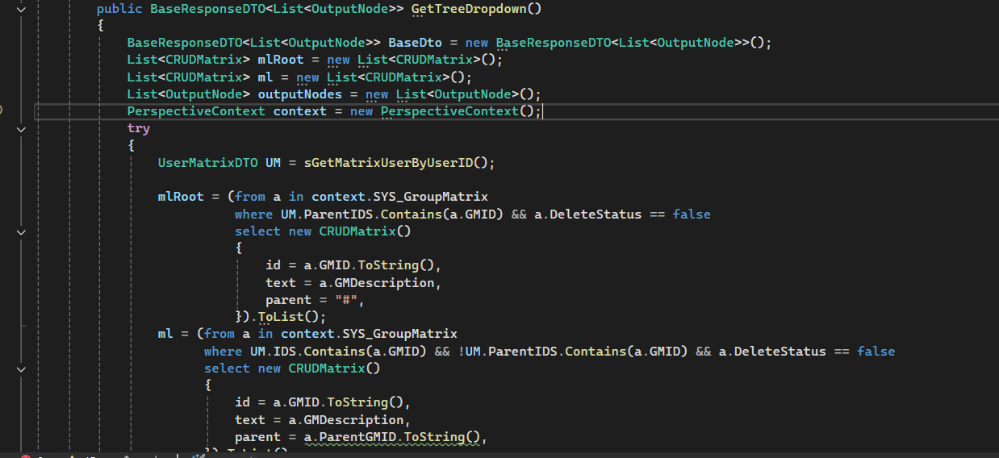 public BaseResponseDTO<List<OutputNode>> GetTreeDropdown()
{
BaseResponseDTO<List<OutputNode>> BaseDto = new BaseResponseDTO<List<OutputNode>>();
List<CRUDMatrix> mlRoot = new List<CRUDMatrix>();
List<CRUDMatrix> ml = new List<CRUDMatrix>();
List<OutputNode> outputNodes = new List<OutputNode>();
PerspectiveContext context = new PerspectiveContext();
try
{
UserMatrixDTO UM = sGetMatrixUserByUserID();
mlRoot = (from a in context.SYS_GroupMatrix
where UM.ParentIDS.Contains(a.GMID) && a.DeleteStatus == false
select new CRUDMatrix()
{
id = a.GMID.ToString(),
text = a.GMDescription,
parent = "#",
}).ToList();
ml = (from a in context.SYS_GroupMatrix
where UM.IDS.Contains(a.GMID) && !UM.ParentIDS.Contains(a.GMID) && a.DeleteStatus == false
select new CRUDMatrix()
{
id = a.GMID.ToString(),
text = a.GMDescription,
parent = a.ParentGMID.ToString(),
}).ToList()